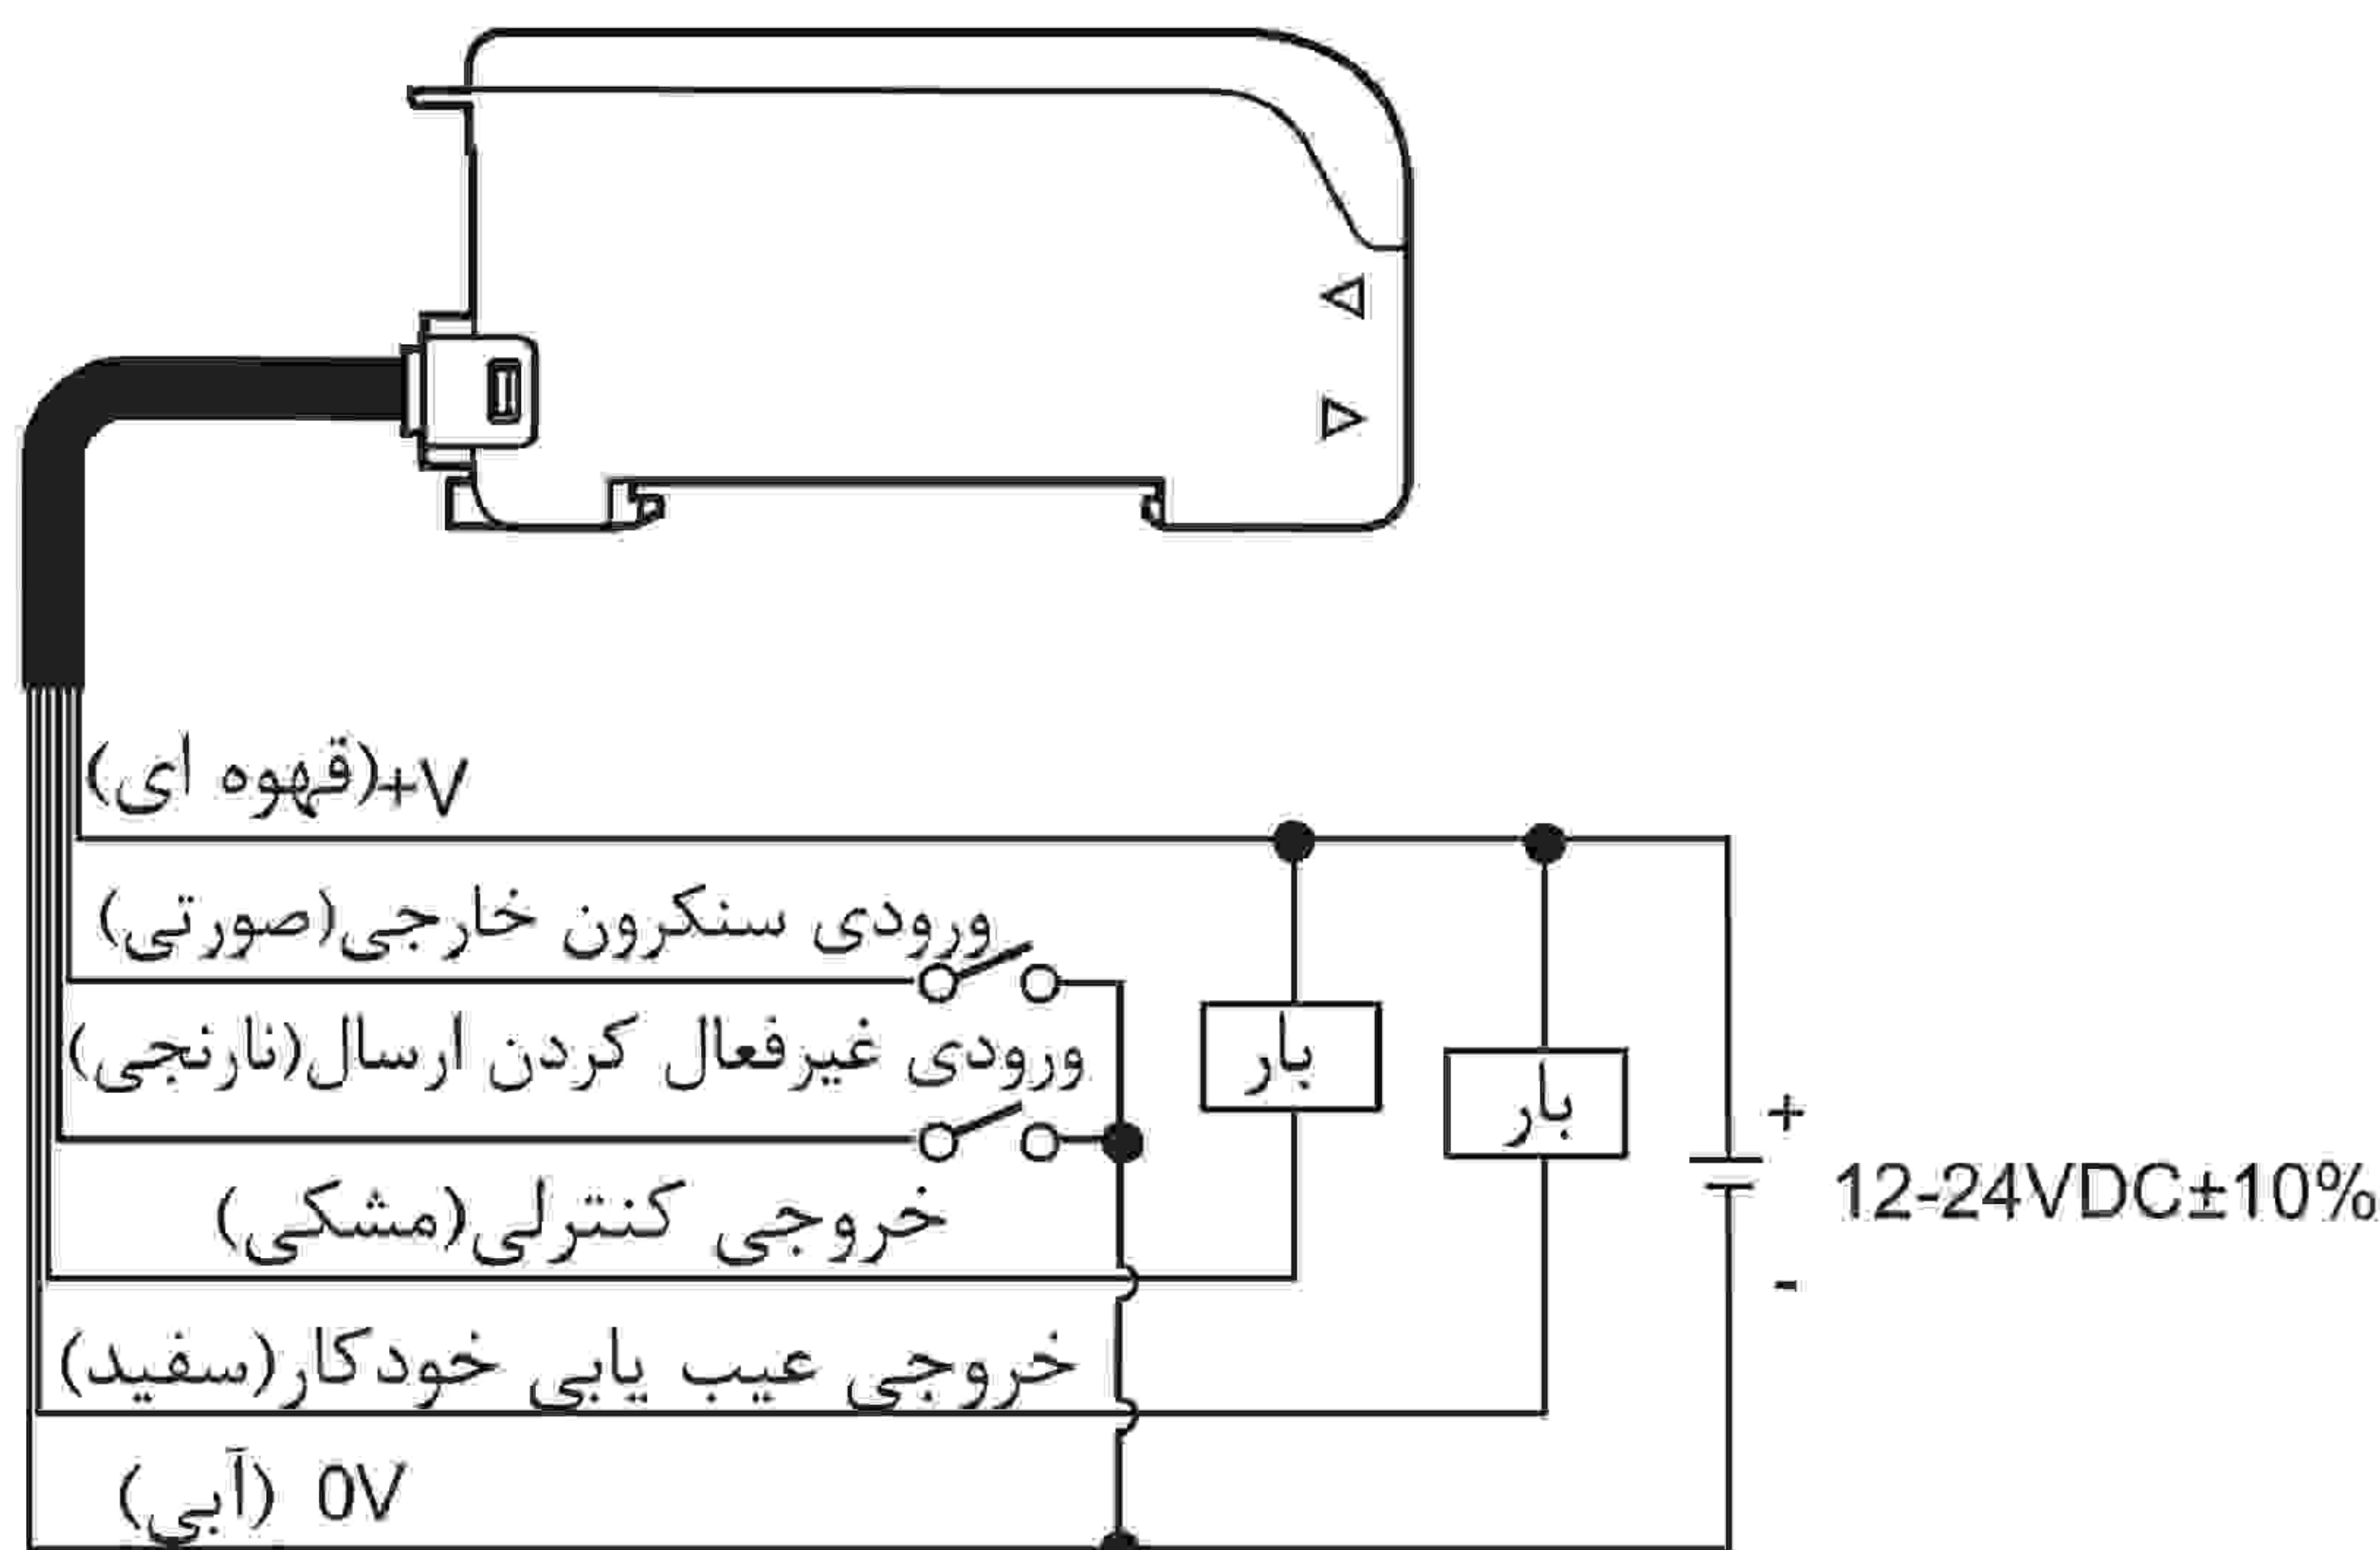 +V(قهوه ای)
ورودی سنکرون خارجی(صورتی)
ورودی غیرفعال کردن ارسال(نارنجی)
بار
بار
+
خروجی کنترلی(مشکی)
12-24VDC±10%
-
خروجی عیب یابی خودکار(سفید)
0V (آبی)